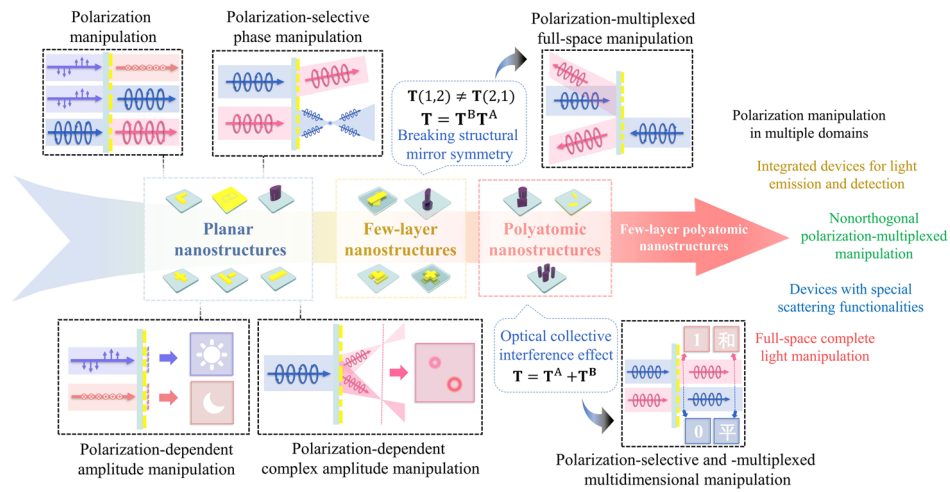 Polarization
manipulation
Polarization-selective
phase manipulation
Polarization-multiplexed
full-space manipulation
T(1,2) ≠ T(2,1)
T = TᴮTᴬ
Breaking structural
mirror symmetry
Planar
nanostructures
Few-layer
nanostructures
Polyatomic
nanostructures
Few-layer polyatomic
nanostructures
Polarization manipulation
in multiple domains
Integrated devices for light
emission and detection
Nonorthogonal
polarization-multiplexed
manipulation
Devices with special
scattering functionalities
Full-space complete
light manipulation
Optical collective
interference effect
T = Tᴬ+Tᴮ
1 和
0 平
Polarization-dependent
amplitude manipulation
Polarization-dependent
complex amplitude manipulation
Polarization-selective and -multiplexed
multidimensional manipulation